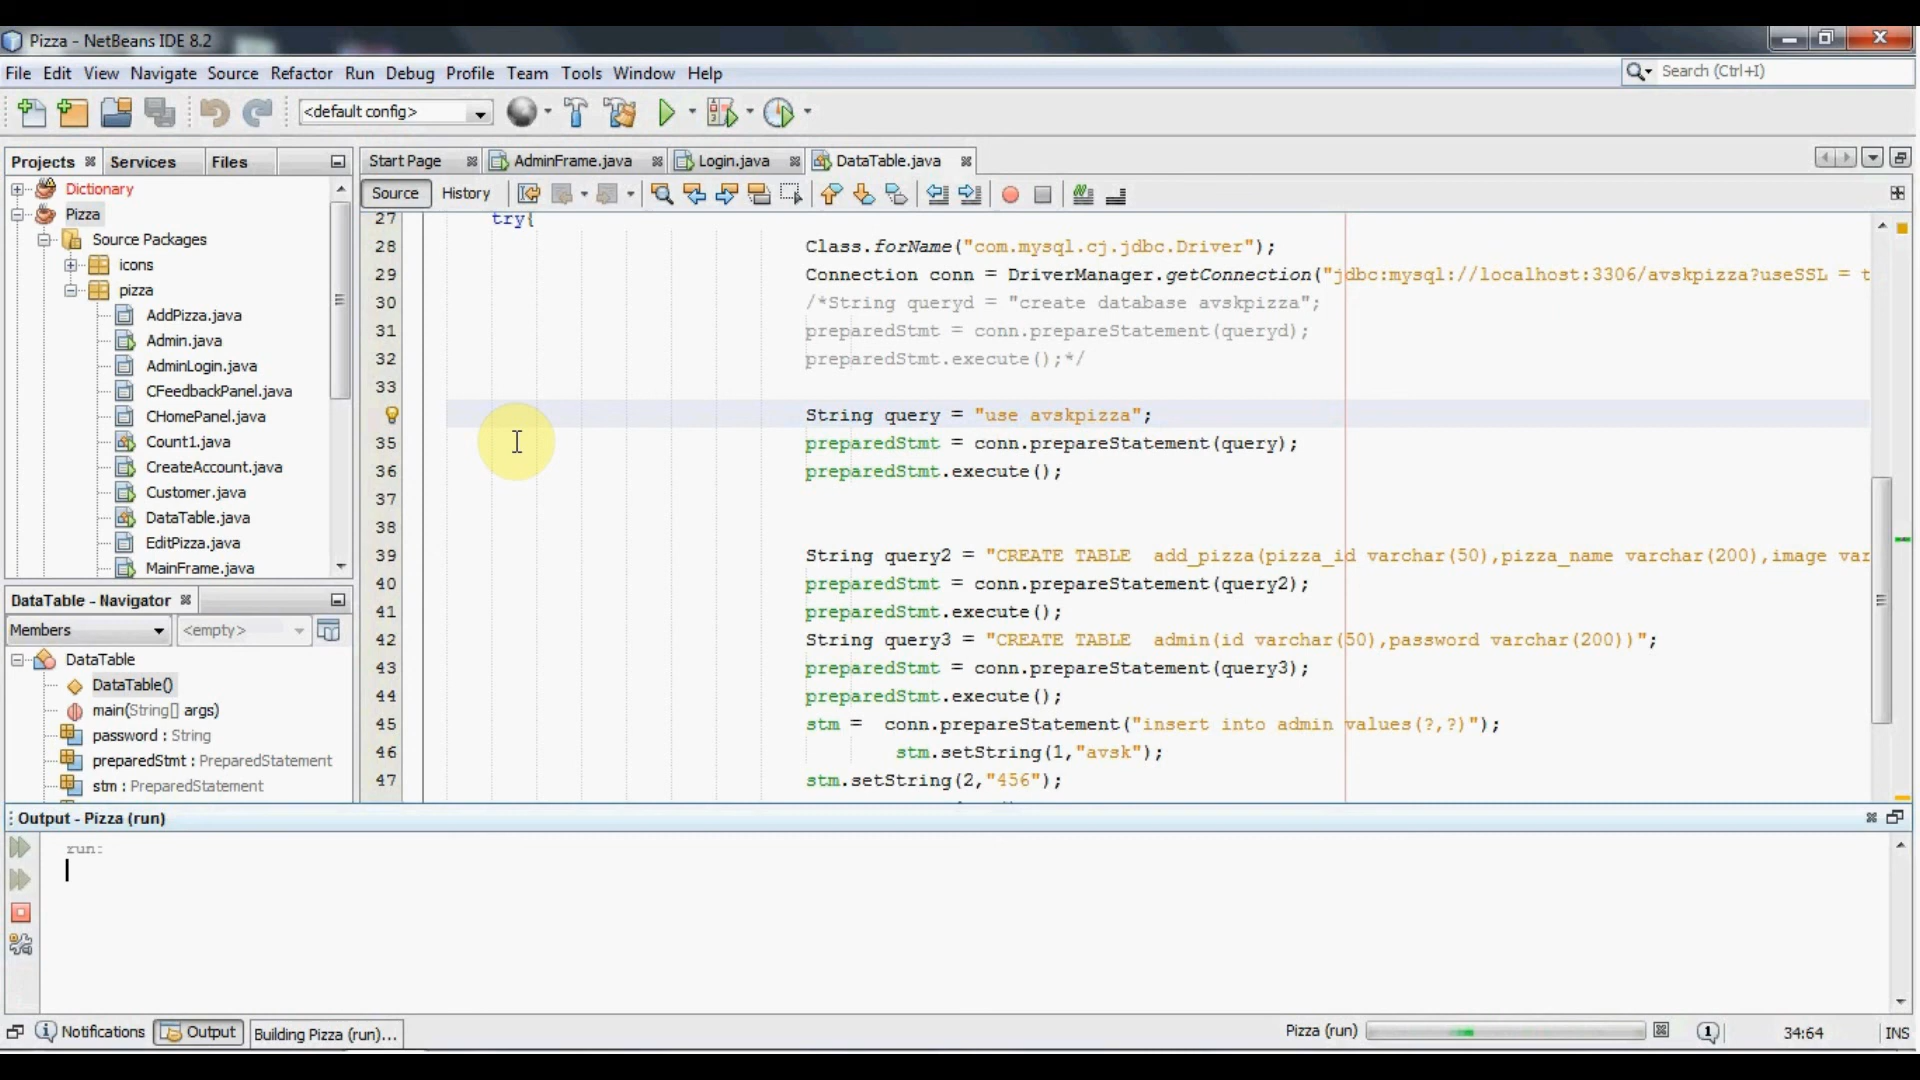 Pizza - NetBeans IDE 8.2
File Edit View Navigate Source Refactor Run Debug Profile Team Tools Window Help
Search (Ctrl+I)
<default config>
Projects Services Files
Start Page AdminFrame.java Login.java DataTable.java
Source History
Dictionary
Pizza
Source Packages
icons
pizza
AddPizza.java
Admin.java
AdminLogin.java
CFeedbackPanel.java
CHomePanel.java
Count1.java
CreateAccount.java
Customer.java
DataTable.java
EditPizza.java
MainFrame.java
27 try{
28 Class.forName("com.mysql.cj.jdbc.Driver");
29 Connection conn = DriverManager.getConnection("jdbc:mysql://localhost:3306/avskpizza?useSSL = t
30 /*String queryd = "create database avskpizza";
31 preparedStmt = conn.prepareStatement(queryd);
32 preparedStmt.execute();*/
33
String query = "use avskpizza";
35 preparedStmt = conn.prepareStatement(query);
36 preparedStmt.execute();
37
38
39 String query2 = "CREATE TABLE add_pizza(pizza_id varchar(50),pizza_name varchar(200),image var
40 preparedStmt = conn.prepareStatement(query2);
41 preparedStmt.execute();
42 String query3 = "CREATE TABLE admin(id varchar(50),password varchar(200))";
43 preparedStmt = conn.prepareStatement(query3);
44 preparedStmt.execute();
45 stm = conn.prepareStatement("insert into admin values(?,?)");
46 stm.setString(1,"avsk");
47 stm.setString(2,"456");
DataTable - Navigator
Members <empty>
DataTable
DataTable()
main(String[] args)
password : String
preparedStmt : PreparedStatement
stm : PreparedStatement
Output - Pizza (run)
run:
Notifications Output Building Pizza (run)... Pizza (run) 1 34:64 INS